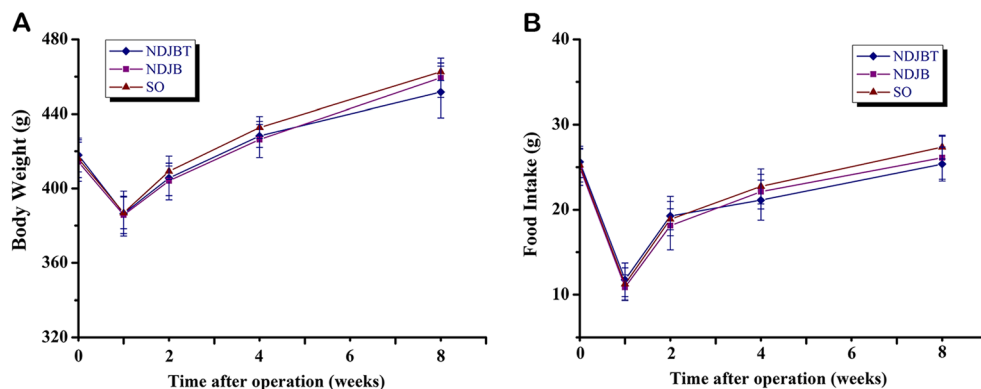 A
480
440
400
360
320
Body Weight (g)
NDJBT
NDJB
SO
0 2 4 6 8
Time after operation (weeks)
B
40
30
20
10
Food Intake (g)
NDJBT
NDJB
SO
0 2 4 6 8
Time after operation (weeks)